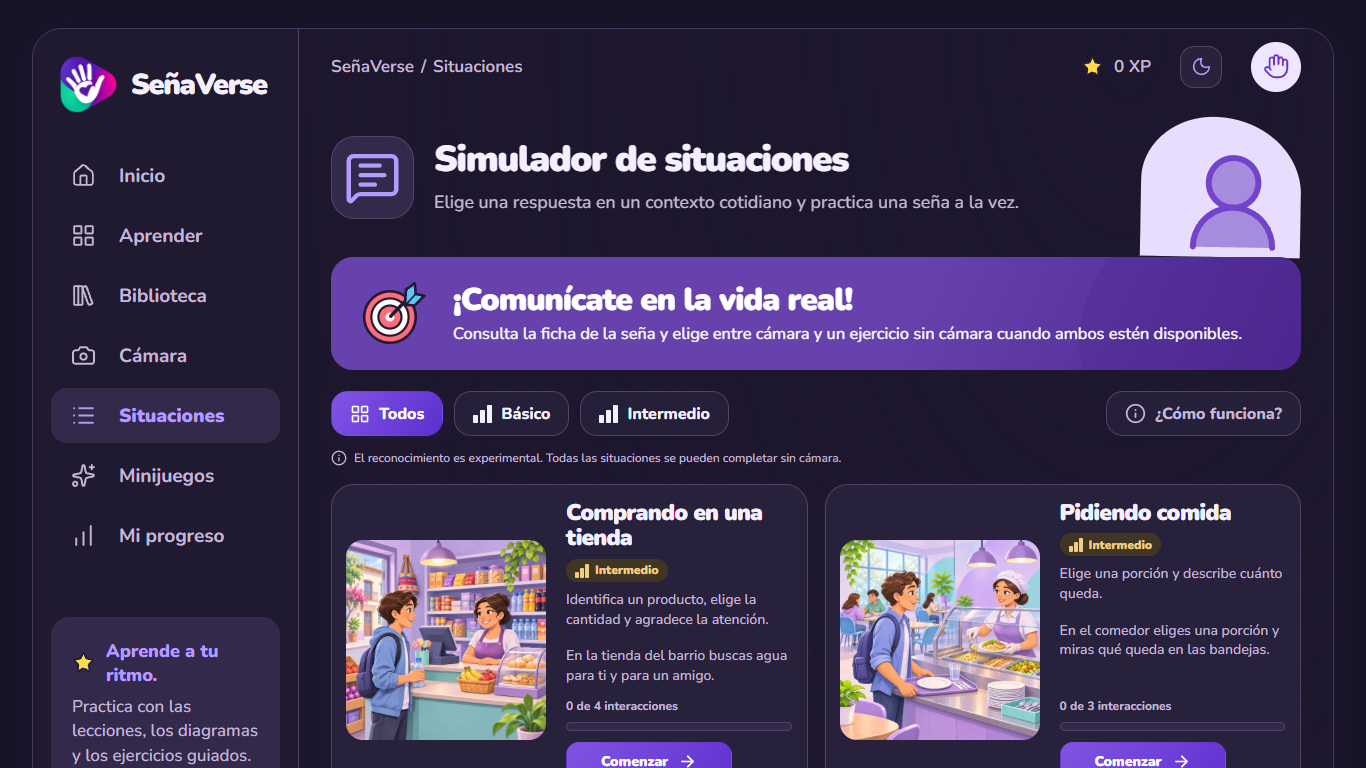 SeñaVerse
Inicio
Aprender
Biblioteca
Cámara
Situaciones
Minijuegos
Mi progreso
Aprende a tu
ritmo.
Practica con las
lecciones, los diagramas
y los ejercicios guiados.
SeñaVerse / Situaciones
0 XP
Simulador de situaciones
Elige una respuesta en un contexto cotidiano y practica una seña a la vez.
¡Comunícate en la vida real!
Consulta la ficha de la seña y elige entre cámara y un ejercicio sin cámara cuando ambos estén disponibles.
Todos
Básico
Intermedio
¿Cómo funciona?
El reconocimiento es experimental. Todas las situaciones se pueden completar sin cámara.
Comprando en una
tienda
Intermedio
Identifica un producto, elige la
cantidad y agradece la atención.
En la tienda del barrio buscas agua
para ti y para un amigo.
0 de 4 interacciones
Comenzar
Pidiendo comida
Intermedio
Elige una porción y describe cuánto
queda.
En el comedor eliges una porción y
miras qué queda en las bandejas.
0 de 3 interacciones
Comenzar